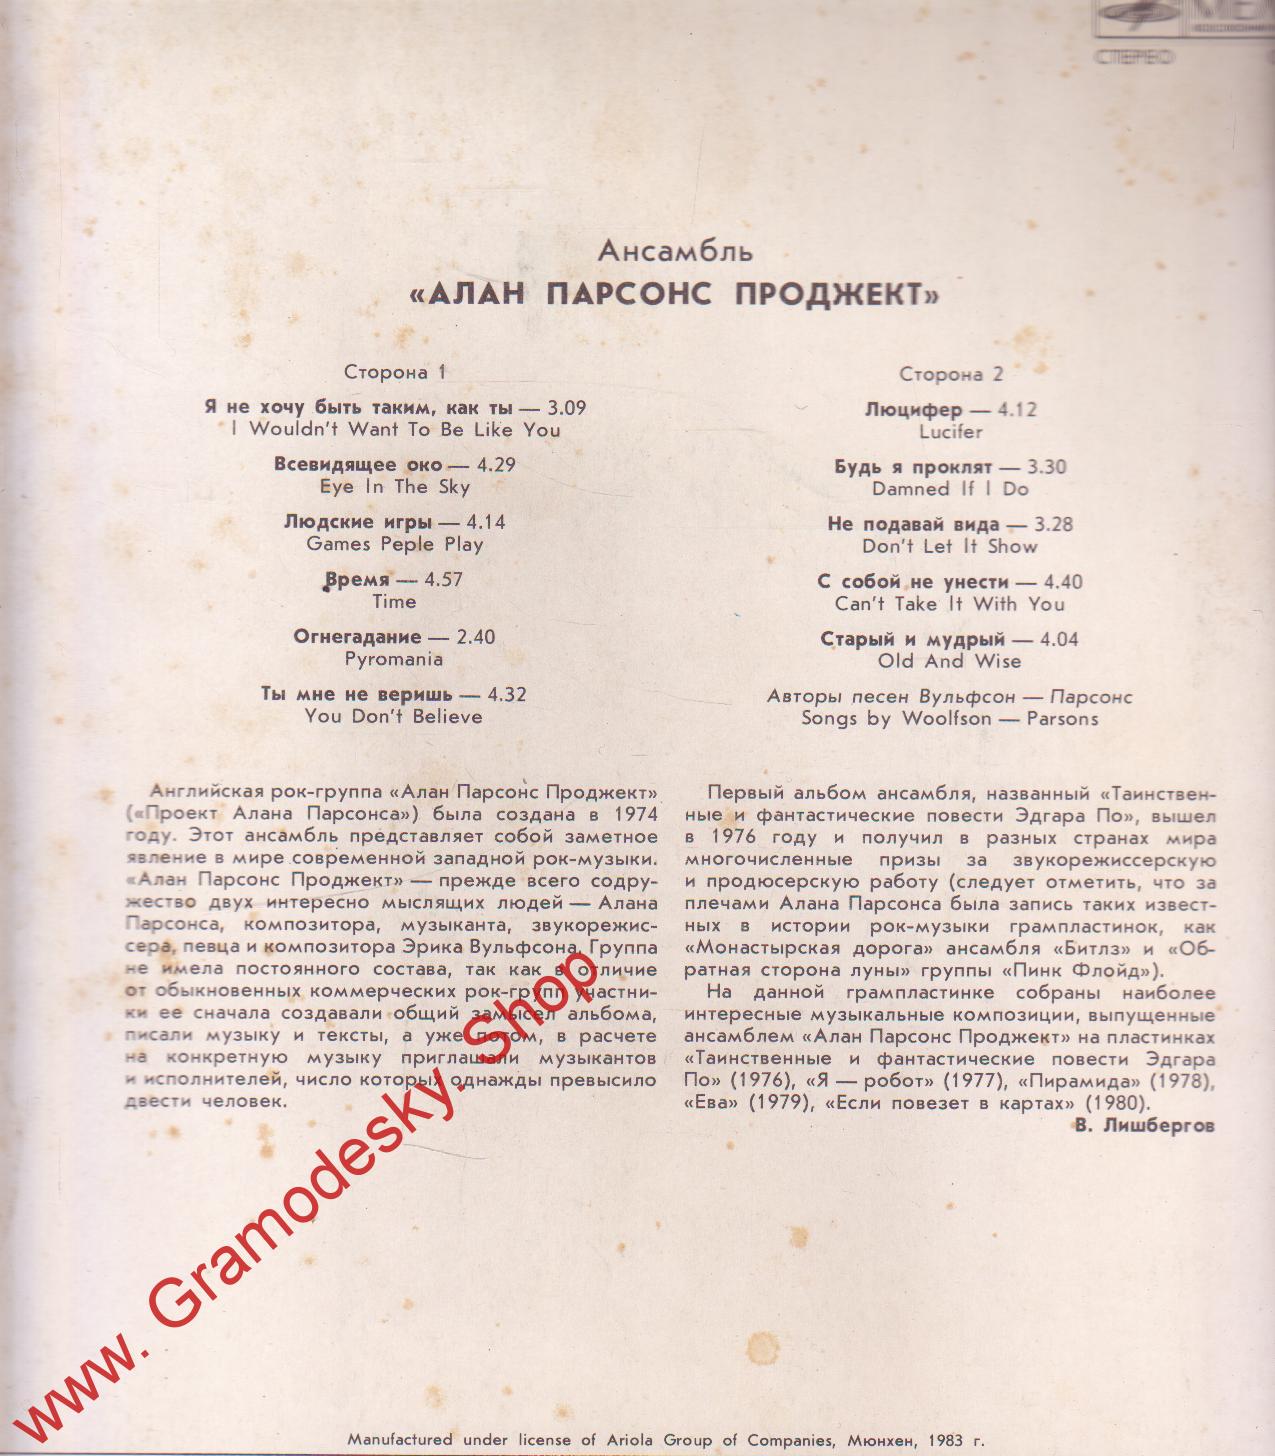 СТЕРЕО
Ансамбль
«АЛАН ПАРСОНС ПРОДЖЕКТ»
Сторона 1
Я не хочу быть таким, как ты — 3.09
I Wouldn't Want To Be Like You
Всевидящее око — 4.29
Eye In The Sky
Людские игры — 4.14
Games Peple Play
Время — 4.57
Time
Огнегадание — 2.40
Pyromania
Ты мне не веришь — 4.32
You Don't Believe
Сторона 2
Люцифер — 4.12
Lucifer
Будь я проклят — 3.30
Damned If I Do
Не подавай вида — 3.28
Don't Let It Show
С собой не унести — 4.40
Can't Take It With You
Старый и мудрый — 4.04
Old And Wise
Авторы песен Вульфсон — Парсонс
Songs by Woolfson — Parsons
Английская рок-группа «Алан Парсонс Проджект»
(«Проект Алана Парсонса») была создана в 1974
году. Этот ансамбль представляет собой заметное
явление в мире современной западной рок-музыки.
«Алан Парсонс Проджект» — прежде всего содру-
жество двух интересно мыслящих людей — Алана
Парсонса, композитора, музыканта, звукорежис-
сера, певца и композитора Эрика Вульфсона. Группа
не имела постоянного состава, так как в отличие
от обыкновенных коммерческих рок-групп участни-
ки ее сначала создавали общий замысел альбома,
писали музыку и тексты, а уже потом, в расчете
на конкретную музыку приглашали музыкантов
и исполнителей, число которых однажды превысило
двести человек.
Первый альбом ансамбля, названный «Таинствен-
ные и фантастические повести Эдгара По», вышел
в 1976 году и получил в разных странах мира
многочисленные призы за звукорежиссерскую
и продюсерскую работу (следует отметить, что за
плечами Алана Парсонса была запись таких извест-
ных в истории рок-музыки грампластинок, как
«Монастырская дорога» ансамбля «Битлз» и «Об-
ратная сторона луны» группы «Пинк Флойд»).
На данной грампластинке собраны наиболее
интересные музыкальные композиции, выпущенные
ансамблем «Алан Парсонс Проджект» на пластинках
«Таинственные и фантастические повести Эдгара
По» (1976), «Я — робот» (1977), «Пирамида» (1978),
«Ева» (1979), «Если повезет в картах» (1980).
В. Лишбергов
www. Gramodesky. Shop
Manufactured under license of Ariola Group of Companies, Мюнхен, 1983 г.